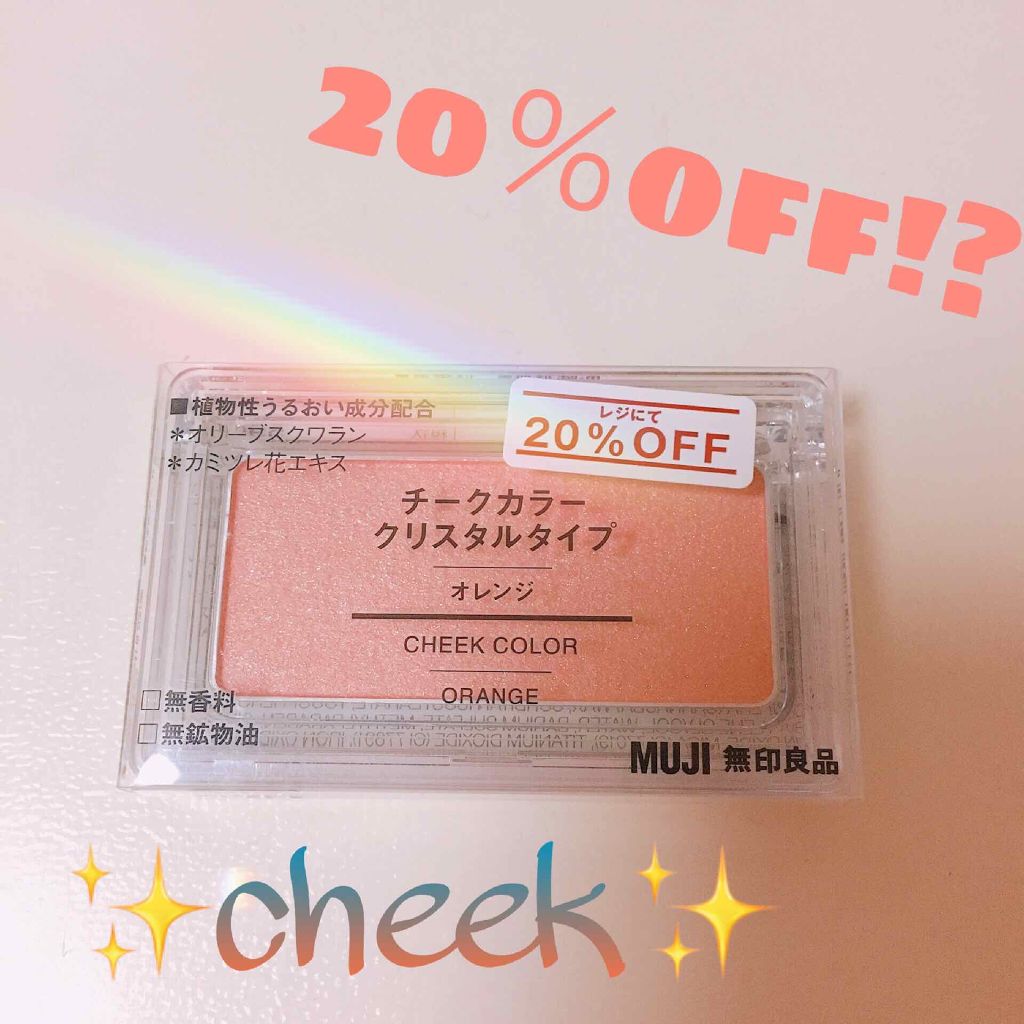 20%OFF!?
■植物性うるおい成分配合
*オリーブスクワラン
*カミツレ花エキス
レジにて
20%OFF
チークカラー
クリスタルタイプ
オレンジ
CHEEK COLOR
ORANGE
□無香料
□無鉱物油
MUJI 無印良品
✨cheek✨